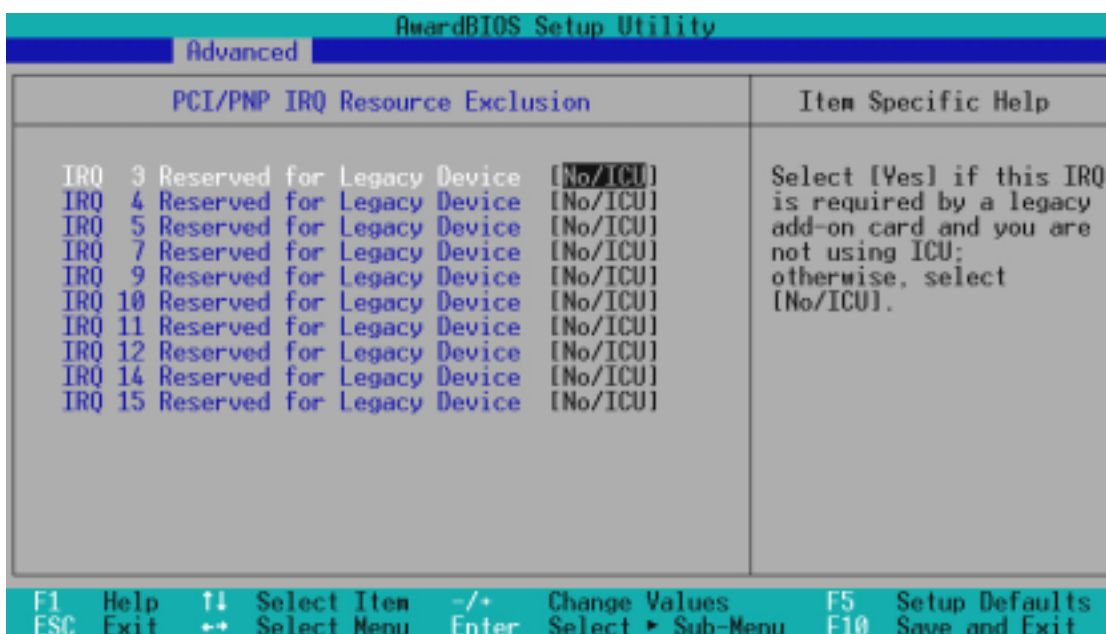 AwardBIOS Setup Utility
Advanced
PCI/PNP IRQ Resource Exclusion
Item Specific Help
IRQ 3 Reserved for Legacy Device [No/ICU]
IRQ 4 Reserved for Legacy Device [No/ICU]
IRQ 5 Reserved for Legacy Device [No/ICU]
IRQ 7 Reserved for Legacy Device [No/ICU]
IRQ 9 Reserved for Legacy Device [No/ICU]
IRQ 10 Reserved for Legacy Device [No/ICU]
IRQ 11 Reserved for Legacy Device [No/ICU]
IRQ 12 Reserved for Legacy Device [No/ICU]
IRQ 14 Reserved for Legacy Device [No/ICU]
IRQ 15 Reserved for Legacy Device [No/ICU]
Select [Yes] if this IRQ
is required by a legacy
add-on card and you are
not using ICU;
otherwise, select
[No/ICU].
F1 Help ↑↓ Select Item -/+ Change Values F5 Setup Defaults
ESC Exit ←→ Select Menu Enter Select ► Sub-Menu F10 Save and Exit